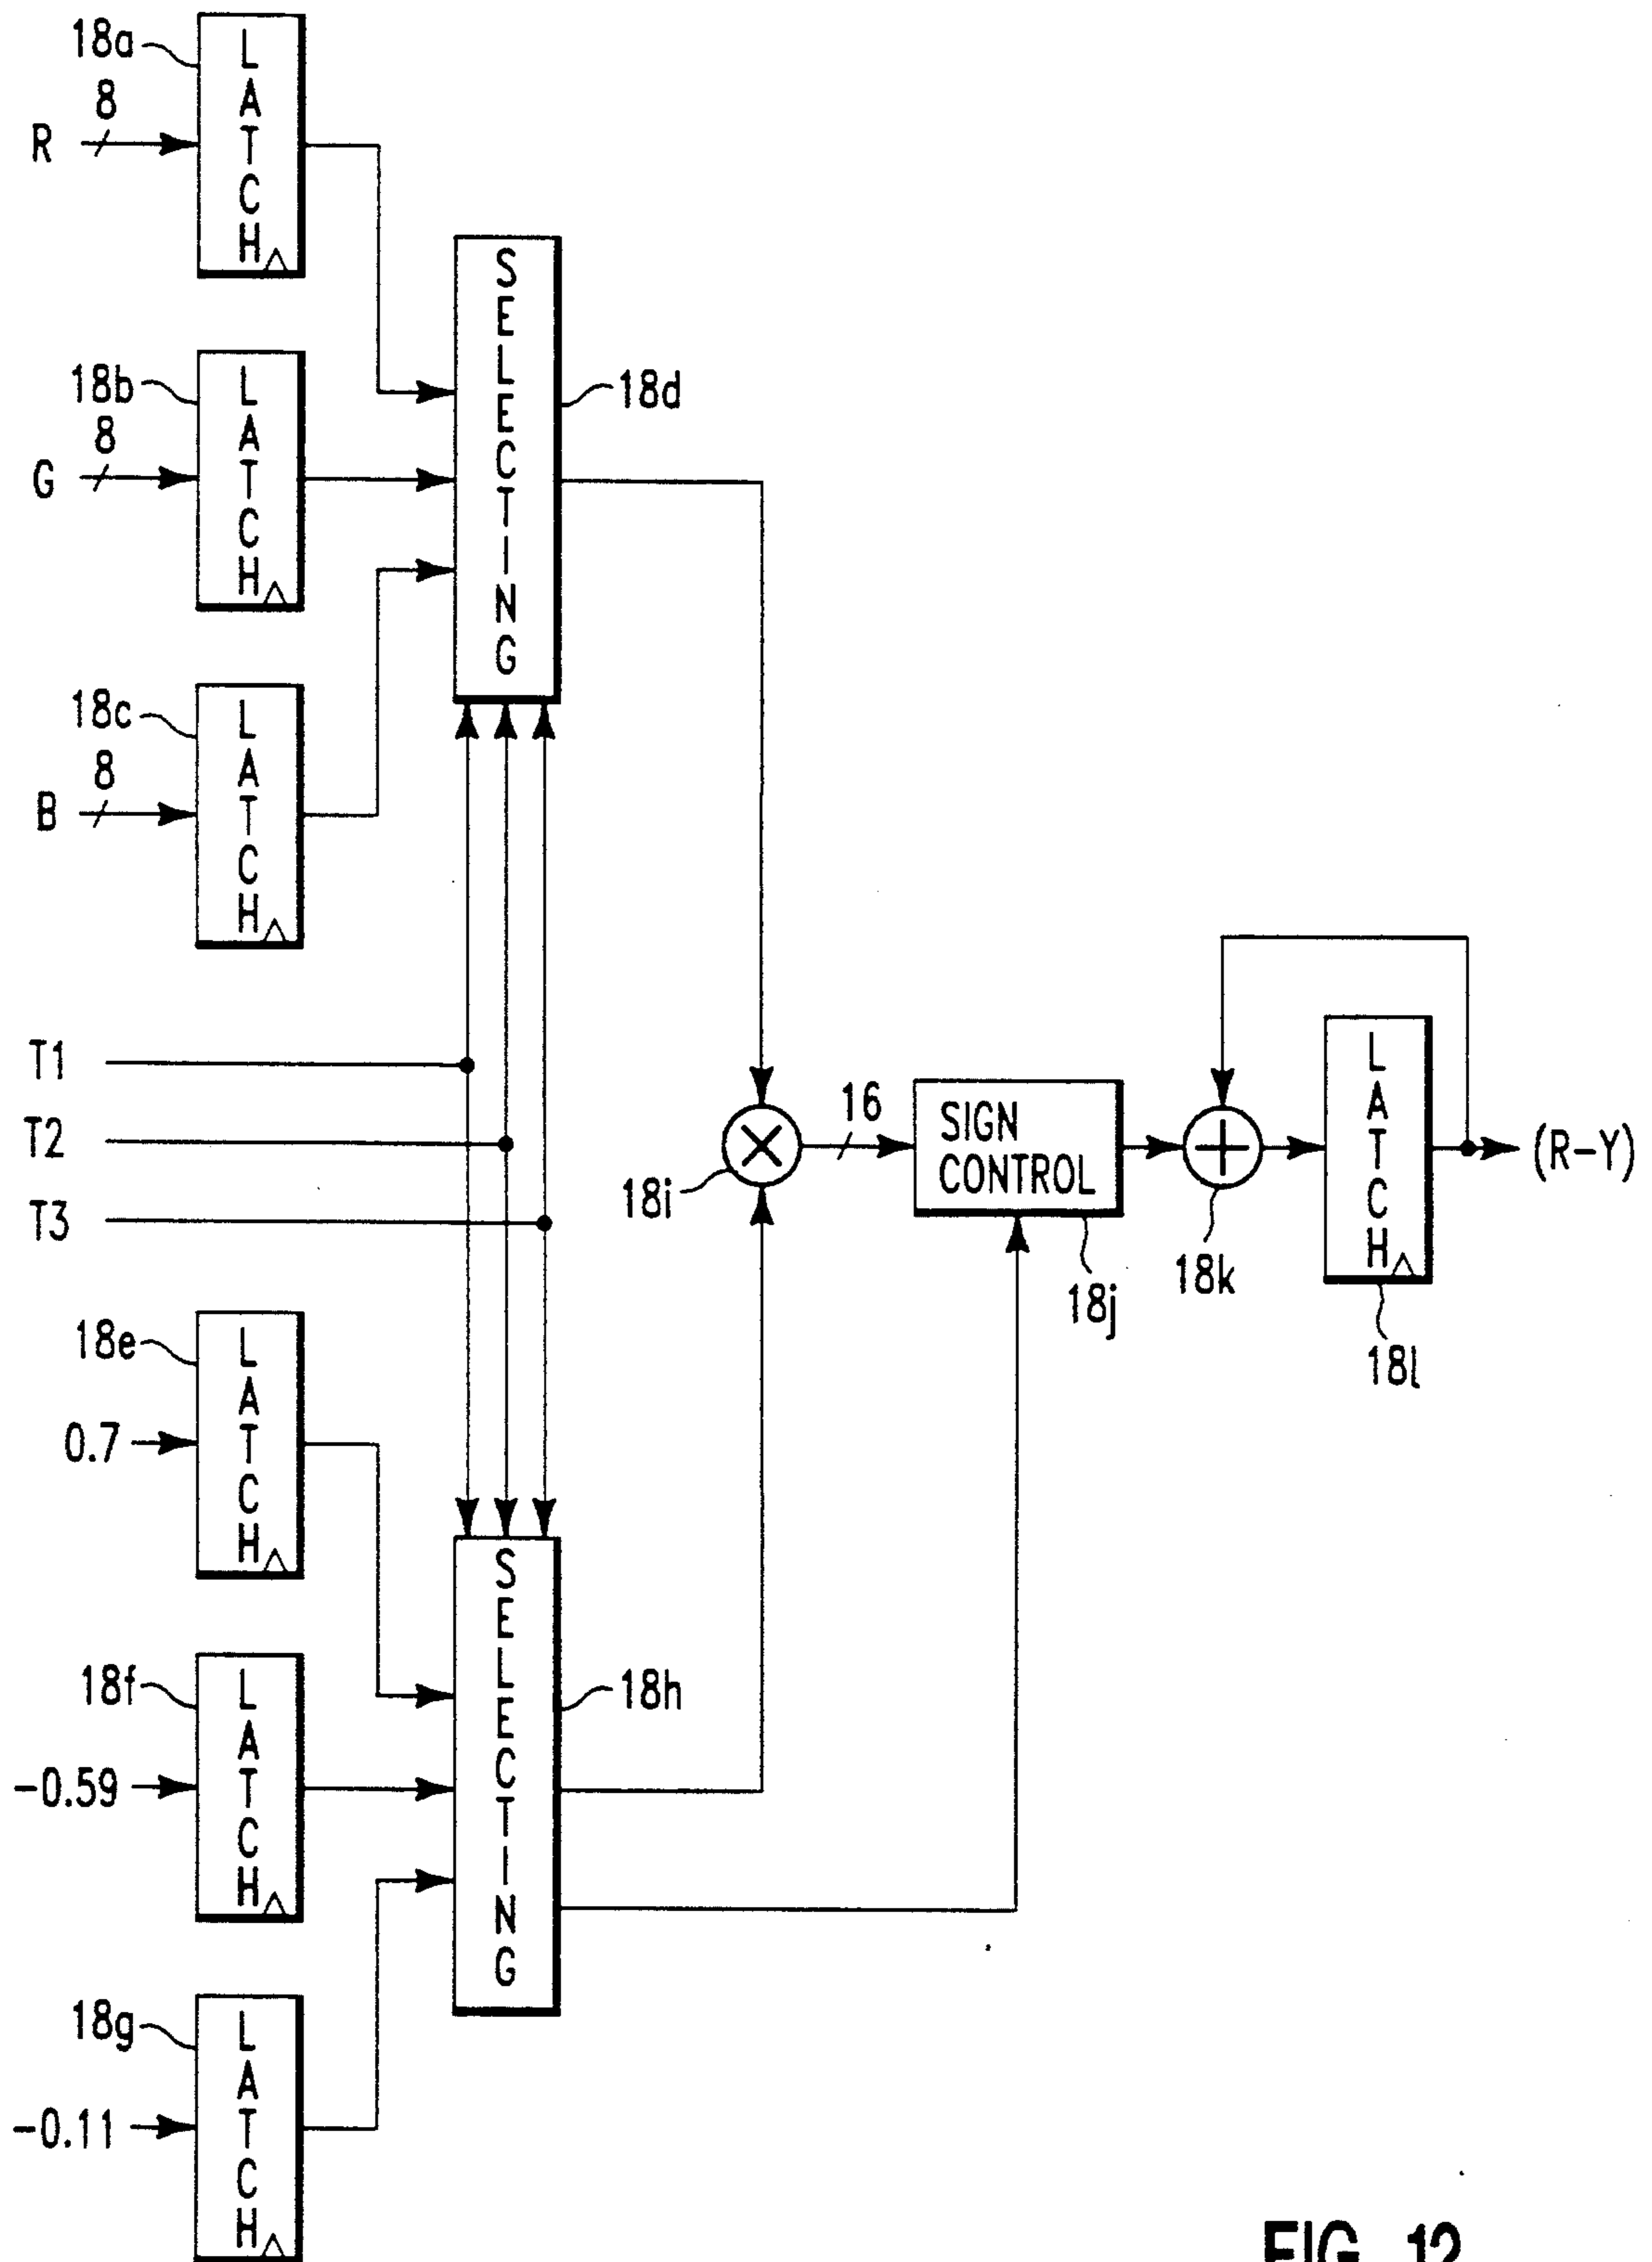 18a
LATCH
8
R
SELECTING
18b
LATCH
18d
8
G
18c
LATCH
8
B
T1
16
SIGN
CONTROL
LATCH
T2
(R-Y)
18i
T3
18j
18k
18l
18e
LATCH
0.7
SELECTING
18f
LATCH
18h
-0.59
18g
LATCH
-0.11
FIG. 12